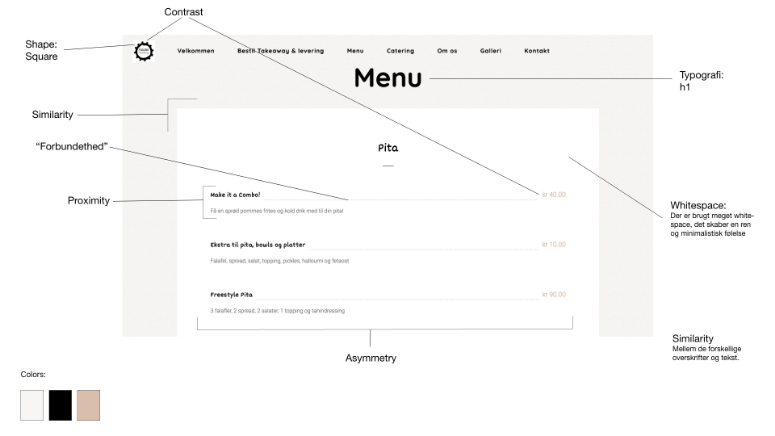 Contrast
Shape:
Square
Velkommen Bestil Takeaway & levering Menu Catering Om os Galleri Kontakt
Menu
Typografi:
h1
Similarity
"Forbundethed"
Pita
Proximity
Make it a Combo! kr 40.00
Få en sprød pommes frites og kold drik med til din pita!
Whitespace:
Der er brugt meget white-
space, det skaber en ren
og minimalistisk følelse
Ekstra til pita, bowls og platter kr 10.00
Falafel, spread, salat, topping, pickles, halloumi og fetaost
Freestyle Pita kr 90.00
3 falafler, 2 spread, 2 salater, 1 topping og tahindressing
Similarity
Mellem de forskellige
overskrifter og tekst.
Asymmetry
Colors: